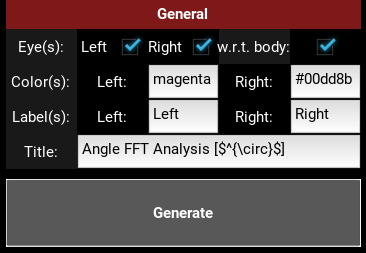 General
Eye(s): Left Right w.r.t. body:
Color(s): Left: magenta Right: #00dd8b
Label(s): Left: Left Right: Right
Title: Angle FFT Analysis [$^{\circ}$]
Generate